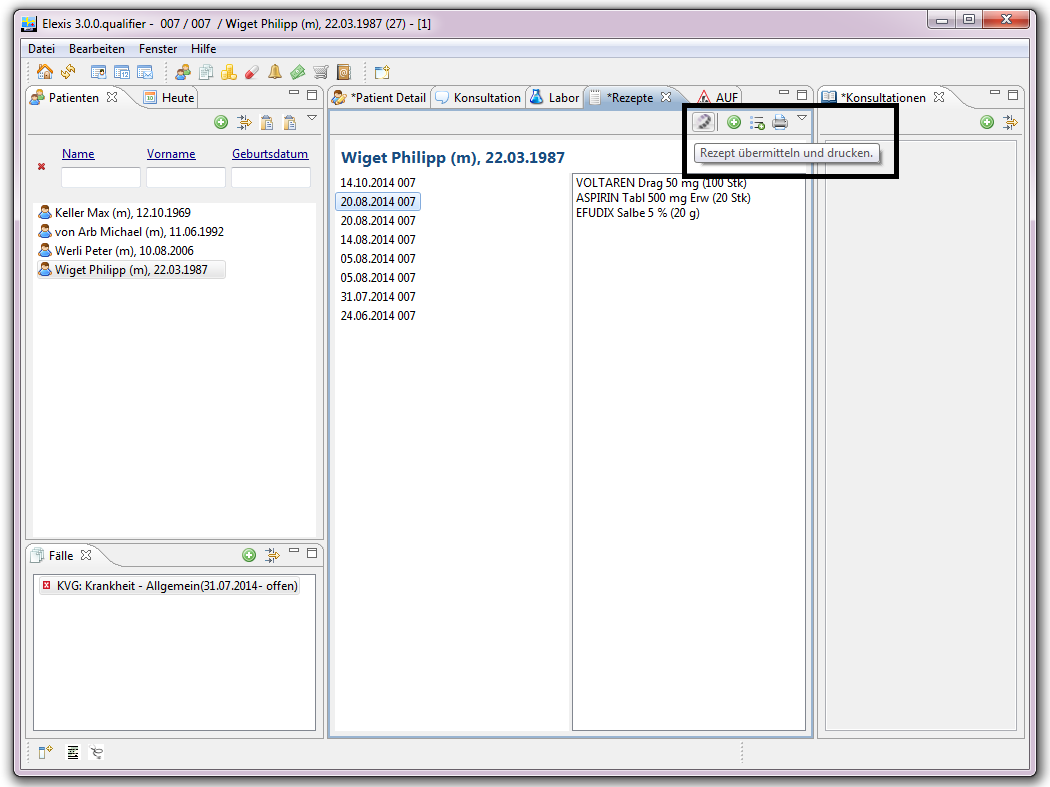 Elexis 3.0.0.qualifier - 007 / 007 / Wiget Philipp (m), 22.03.1987 (27) - [1]
Datei Bearbeiten Fenster Hilfe
Patienten Heute
*Patient Detail Konsultation Labor *Rezepte AUF
*Konsultationen
Rezept übermitteln und drucken.
Name Vorname Geburtsdatum
Keller Max (m), 12.10.1969
von Arb Michael (m), 11.06.1992
Werli Peter (m), 10.08.2006
Wiget Philipp (m), 22.03.1987
Wiget Philipp (m), 22.03.1987
14.10.2014 007
20.08.2014 007
20.08.2014 007
14.08.2014 007
05.08.2014 007
05.08.2014 007
31.07.2014 007
24.06.2014 007
VOLTAREN Drag 50 mg (100 Stk)
ASPIRIN Tabl 500 mg Erw (20 Stk)
EFUDIX Salbe 5 % (20 g)
Fälle
KVG: Krankheit - Allgemein(31.07.2014- offen)